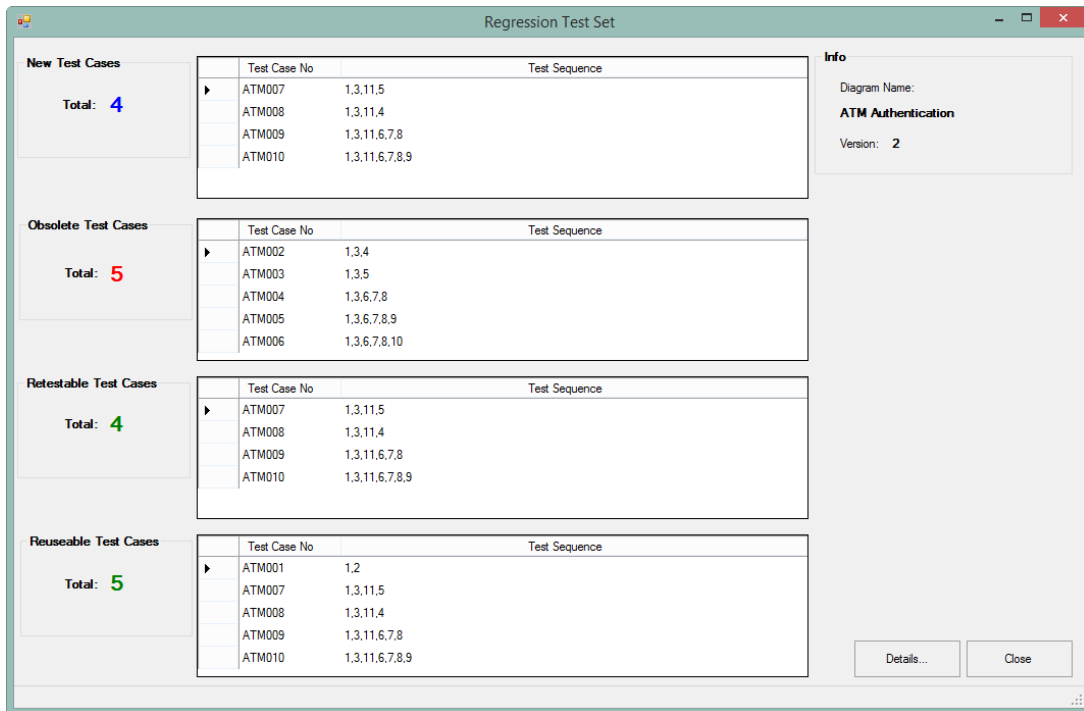 Regression Test Set
New Test Cases
Total: 4
Test Case No Test Sequence
ATM007 1,3,11,5
ATM008 1,3,11,4
ATM009 1,3,11,6,7,8
ATM010 1,3,11,6,7,8,9
Info
Diagram Name:
ATM Authentication
Version: 2
Obsolete Test Cases
Total: 5
Test Case No Test Sequence
ATM002 1,3,4
ATM003 1,3,5
ATM004 1,3,6,7,8
ATM005 1,3,6,7,8,9
ATM006 1,3,6,7,8,10
Retestable Test Cases
Total: 4
Test Case No Test Sequence
ATM007 1,3,11,5
ATM008 1,3,11,4
ATM009 1,3,11,6,7,8
ATM010 1,3,11,6,7,8,9
Reuseable Test Cases
Total: 5
Test Case No Test Sequence
ATM001 1,2
ATM007 1,3,11,5
ATM008 1,3,11,4
ATM009 1,3,11,6,7,8
ATM010 1,3,11,6,7,8,9
Details... Close